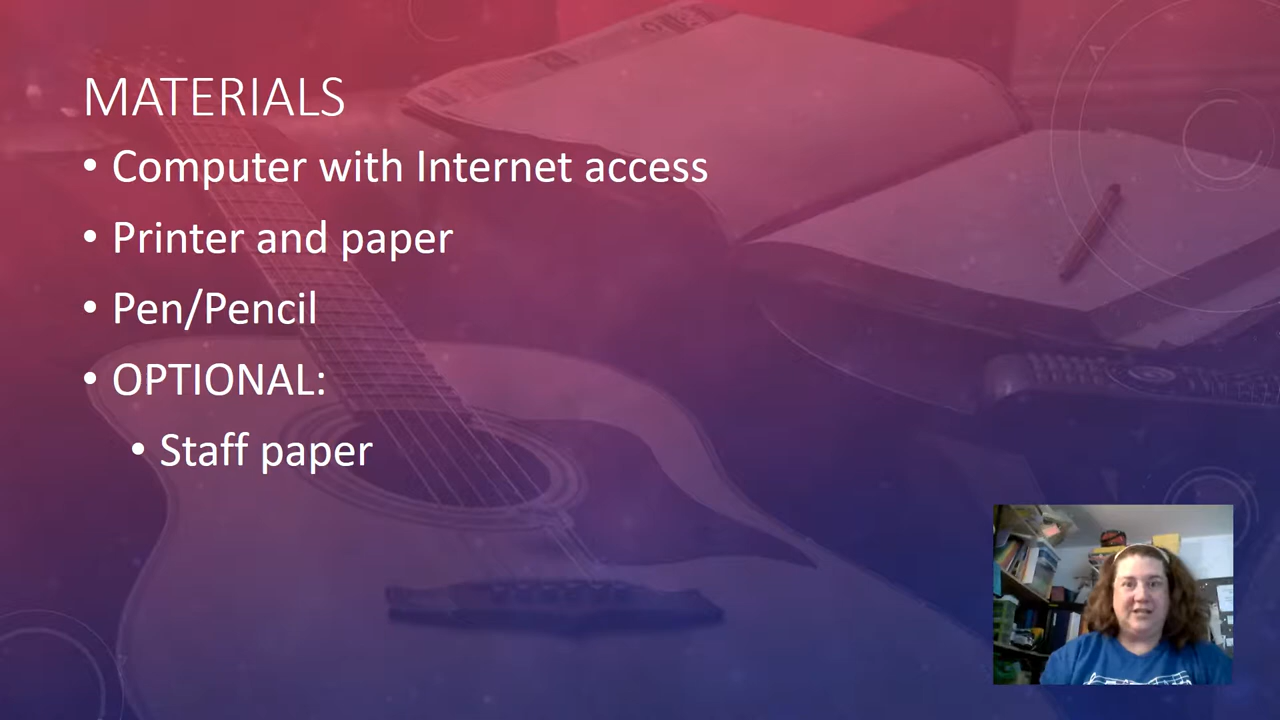 MATERIALS
• Computer with Internet access
• Printer and paper
• Pen/Pencil
• OPTIONAL:
• Staff paper